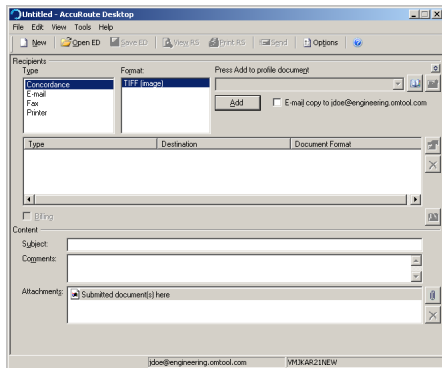 Untitled - AccuRoute Desktop
File Edit View Tools Help
New Open ED Save ED View RS Print RS Send Options
Recipients
Type Format: Press Add to profile document
Concordance TIFF (image)
E-mail
Fax
Printer
Add E-mail copy to jdoe@engineering.omtool.com
Type Destination Document Format
Billing
Content
Subject:
Comments:
Attachments: Submitted document(s) here
jdoe@engineering.omtool.com VMJKAR21NEW